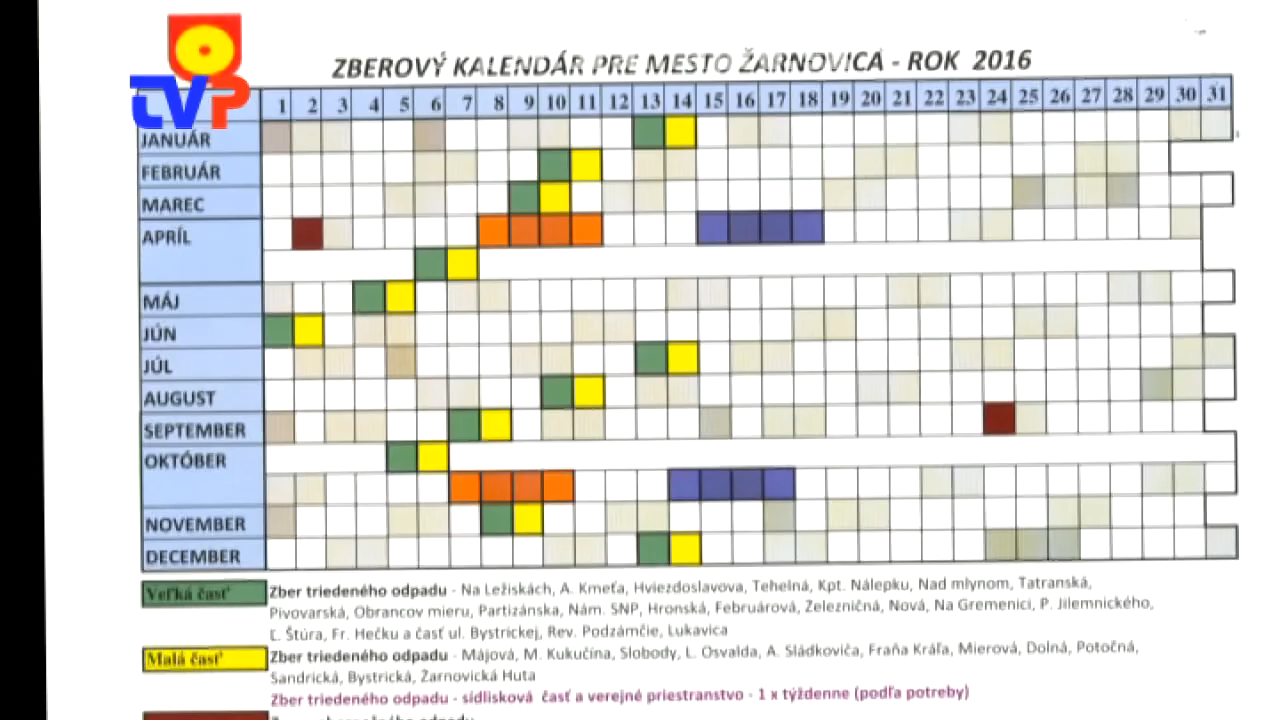 TVP
ZBEROVÝ KALENDÁR PRE MESTO ŽARNOVICA - ROK 2016
1 2 3 4 5 6 7 8 9 10 11 12 13 14 15 16 17 18 19 20 21 22 23 24 25 26 27 28 29 30 31
JANUÁR
FEBRUÁR
MAREC
APRÍL
MÁJ
JÚN
JÚL
AUGUST
SEPTEMBER
OKTÓBER
NOVEMBER
DECEMBER
Veľká časť Zber triedeného odpadu - Na Ležiskách, A. Kmeťa, Hviezdoslavova, Tehelná, Kpt. Nálepku, Nad mlynom, Tatranská,
Pivovarská, Obrancov mieru, Partizánska, Nám. SNP, Hronská, Februárová, Železničná, Nová, Na Gremenici, P. Jilemnického,
Ľ. Štúra, Fr. Hečku a časť ul. Bystrickej, Rev. Podzámčie, Lukavica
Malá časť Zber triedeného odpadu - Májová, M. Kukučína, Slobody, L. Osvalda, A. Sládkoviča, Fraňa Kráľa, Mierová, Dolná, Potočná,
Sandrická, Bystrická, Žarnovická Huta
Zber triedeného odpadu - sídlisková časť a verejné priestranstvo - 1 x týždenne (podľa potreby)